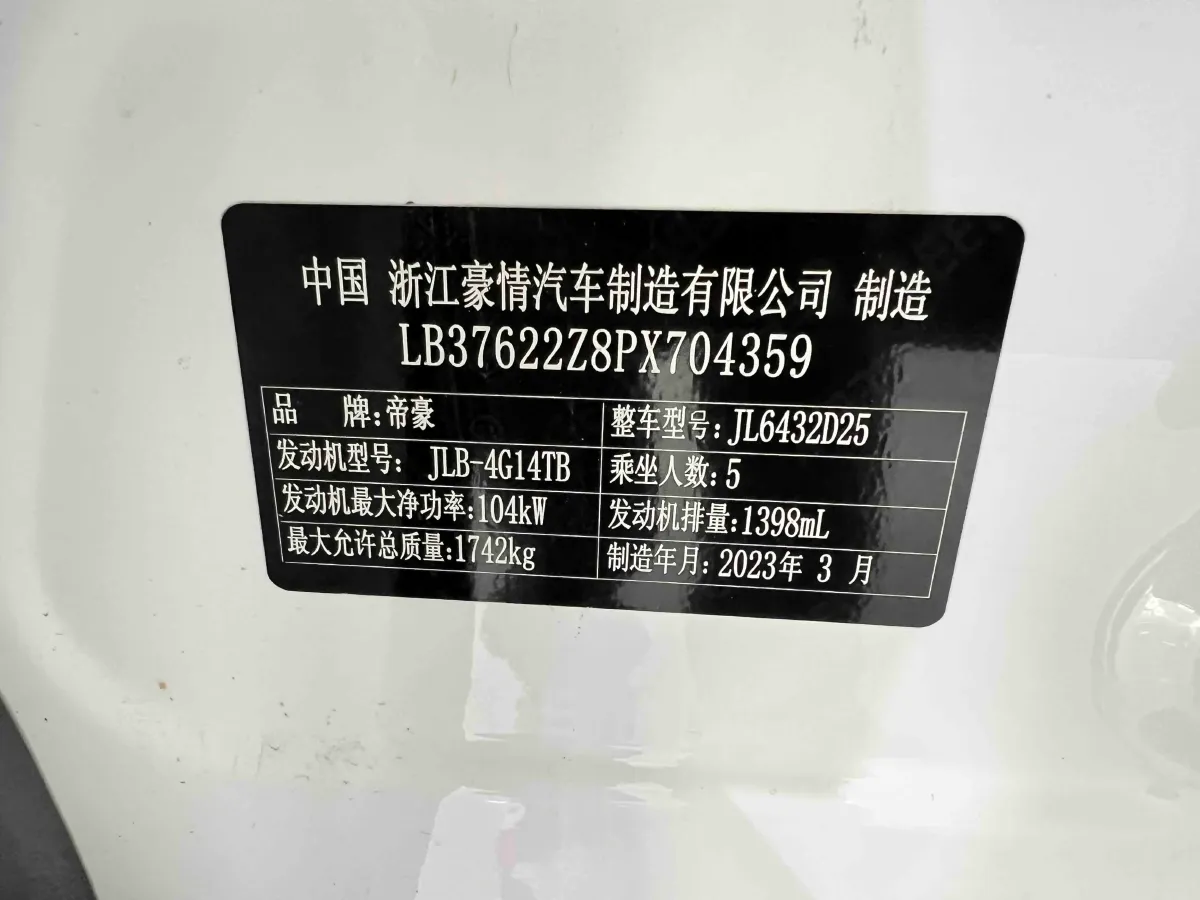 中国 浙江豪情汽车制造有限公司 制造
LB37622Z8PX704359
品 牌:帝豪 整车型号:JL6432D25
发动机型号: JLB-4G14TB 乘坐人数:5
发动机最大净功率:104kW 发动机排量:1398mL
最大允许总质量:1742kg 制造年月: 2023年 3 月